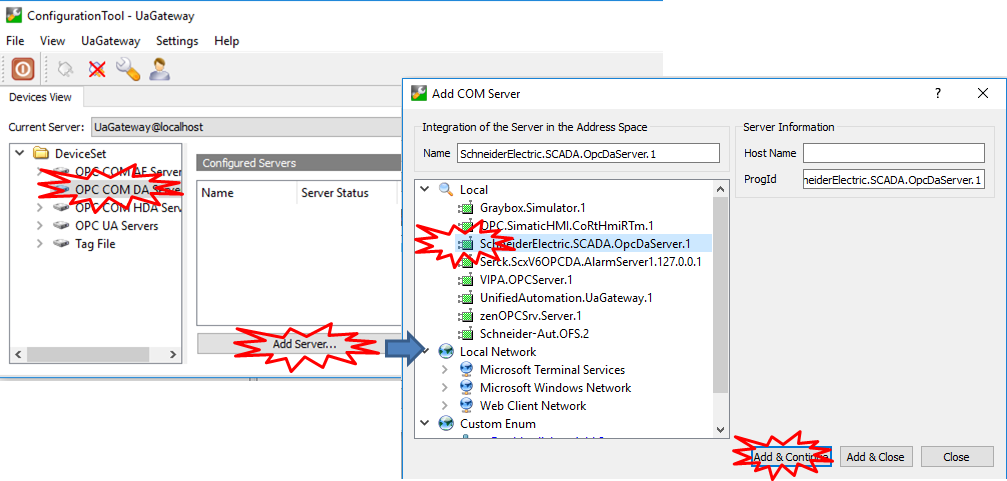 ConfigurationTool - UaGateway
File View UaGateway Settings Help
Devices View
Current Server: UaGateway@localhost
DeviceSet
OPC COM AE Server
OPC COM DA Serve
OPC COM HDA Serv
OPC UA Servers
Tag File
Configured Servers
Name Server Status
Add Server...
Add COM Server
?
Integration of the Server in the Address Space
Name SchneiderElectric.SCADA.OpcDaServer.1
Local
Graybox.Simulator.1
OPC.SimaticHMI.CoRtHmiRTm.1
SchneiderElectric.SCADA.OpcDaServer.1
Serck.ScxV6OPCDA.AlarmServer1.127.0.0.1
VIPA.OPCServer.1
UnifiedAutomation.UaGateway.1
zenOPCSrv.Server.1
Schneider-Aut.OFS.2
Local Network
Microsoft Terminal Services
Microsoft Windows Network
Web Client Network
Custom Enum
Server Information
Host Name
ProgId neiderElectric.SCADA.OpcDaServer.1
Add & Continue
Add & Close
Close